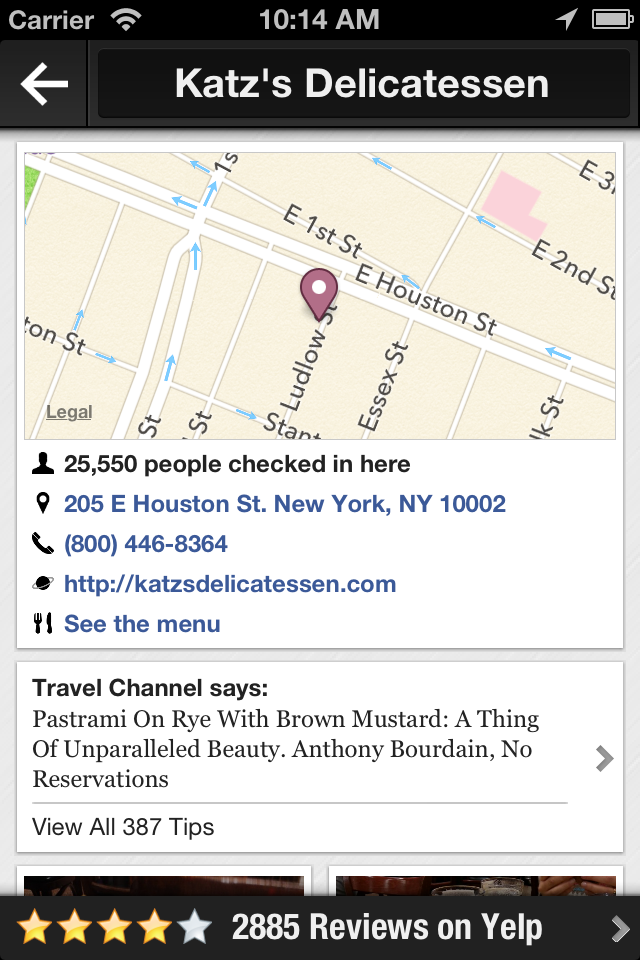 Carrier 10:14 AM
Katz's Delicatessen
1s
E 3
E 1st St
E 2nd St
E Houston St
ton St
Ludlow St
Essex St
Legal
St
St
Stant
lk St
25,550 people checked in here
205 E Houston St. New York, NY 10002
(800) 446-8364
http://katzsdelicatessen.com
See the menu
Travel Channel says:
Pastrami On Rye With Brown Mustard: A Thing
Of Unparalleled Beauty. Anthony Bourdain, No
Reservations
View All 387 Tips
2885 Reviews on Yelp